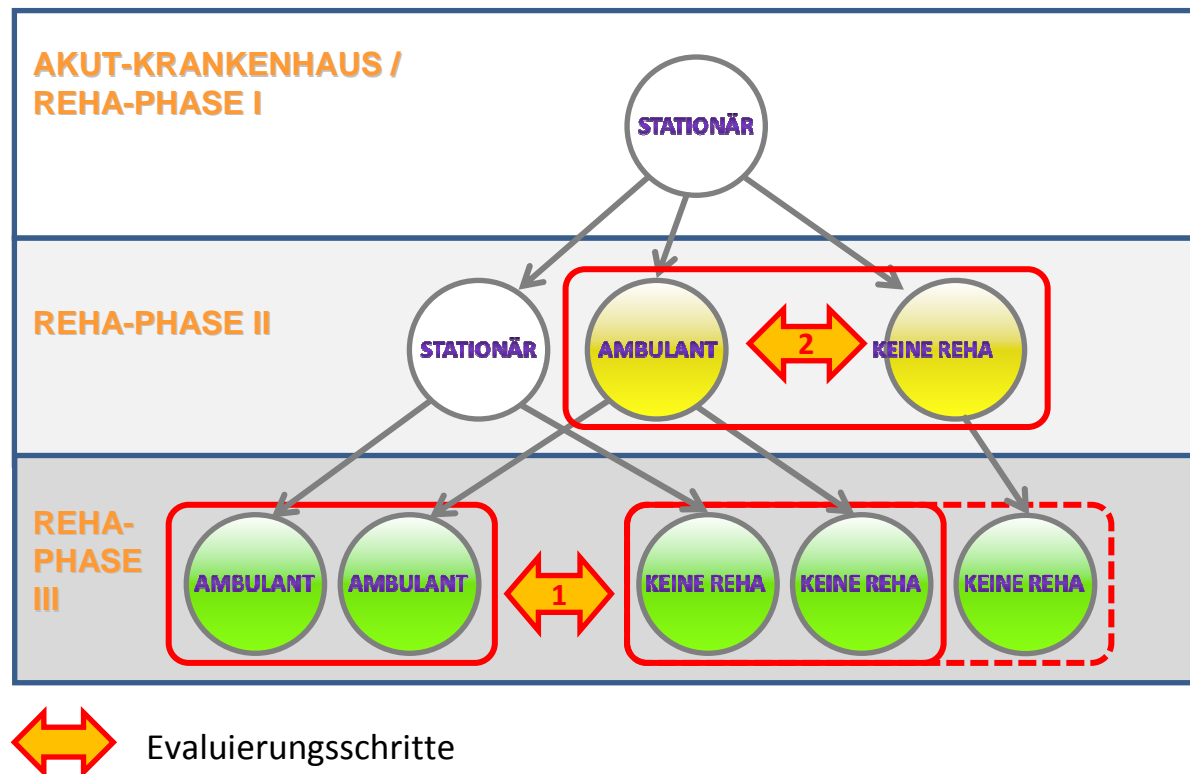 AKUT-KRANKENHAUS /
REHA-PHASE I
STATIONÄR
REHA-PHASE II
STATIONÄR
AMBULANT
2
KEINE REHA
REHA-
PHASE
III
AMBULANT
AMBULANT
1
KEINE REHA
KEINE REHA
KEINE REHA
Evaluierungsschritte